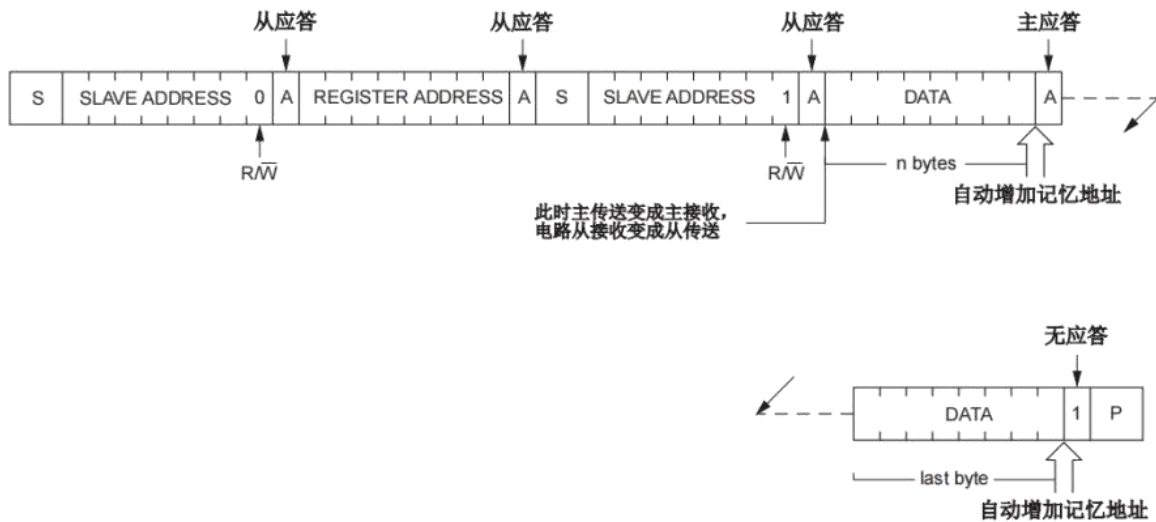 从应答 从应答 从应答 主应答
S SLAVE ADDRESS 0 A REGISTER ADDRESS A S SLAVE ADDRESS 1 A DATA A
R/W̅ R/W̅ n bytes
自动增加记忆地址
此时主传送变成主接收，
电路从接收变成从传送
无应答
DATA 1 P
last byte
自动增加记忆地址